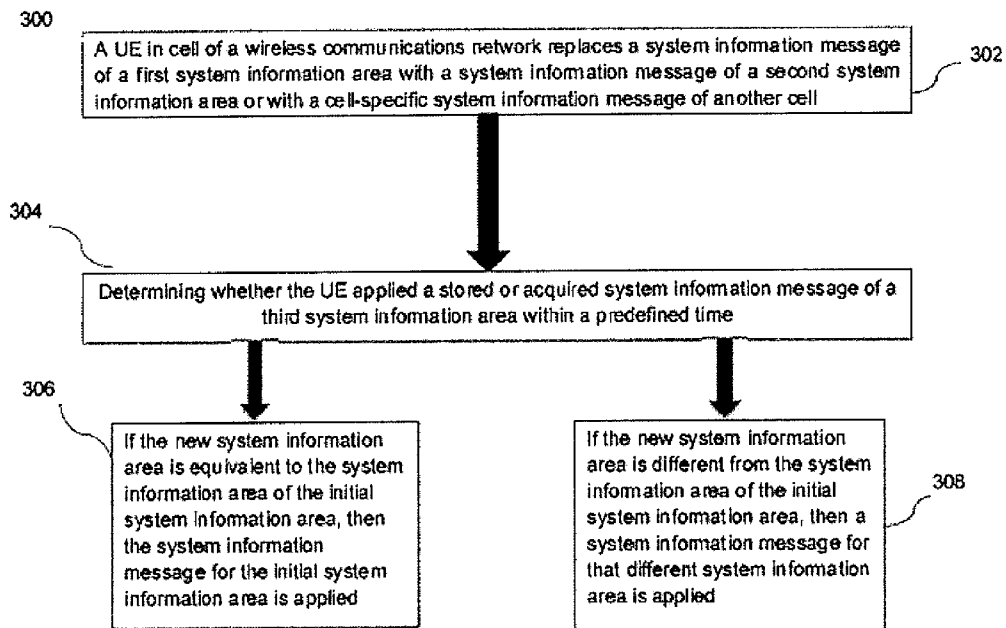 300
A UE in cell of a wireless communications network replaces a system information message
of a first system information area with a system information message of a second system
information area or with a cell-specific system information message of another cell
302
304
Determining whether the UE applied a stored or acquired system information message of a
third system information area within a predefined time
306
If the new system information
area is equivalent to the system
information area of the initial
system information area, then
the system information
message for the initial system
information area is applied
If the new system information
area is different from the system
information area of the initial
system information area, then a
system information message for
that different system information
area is applied
308